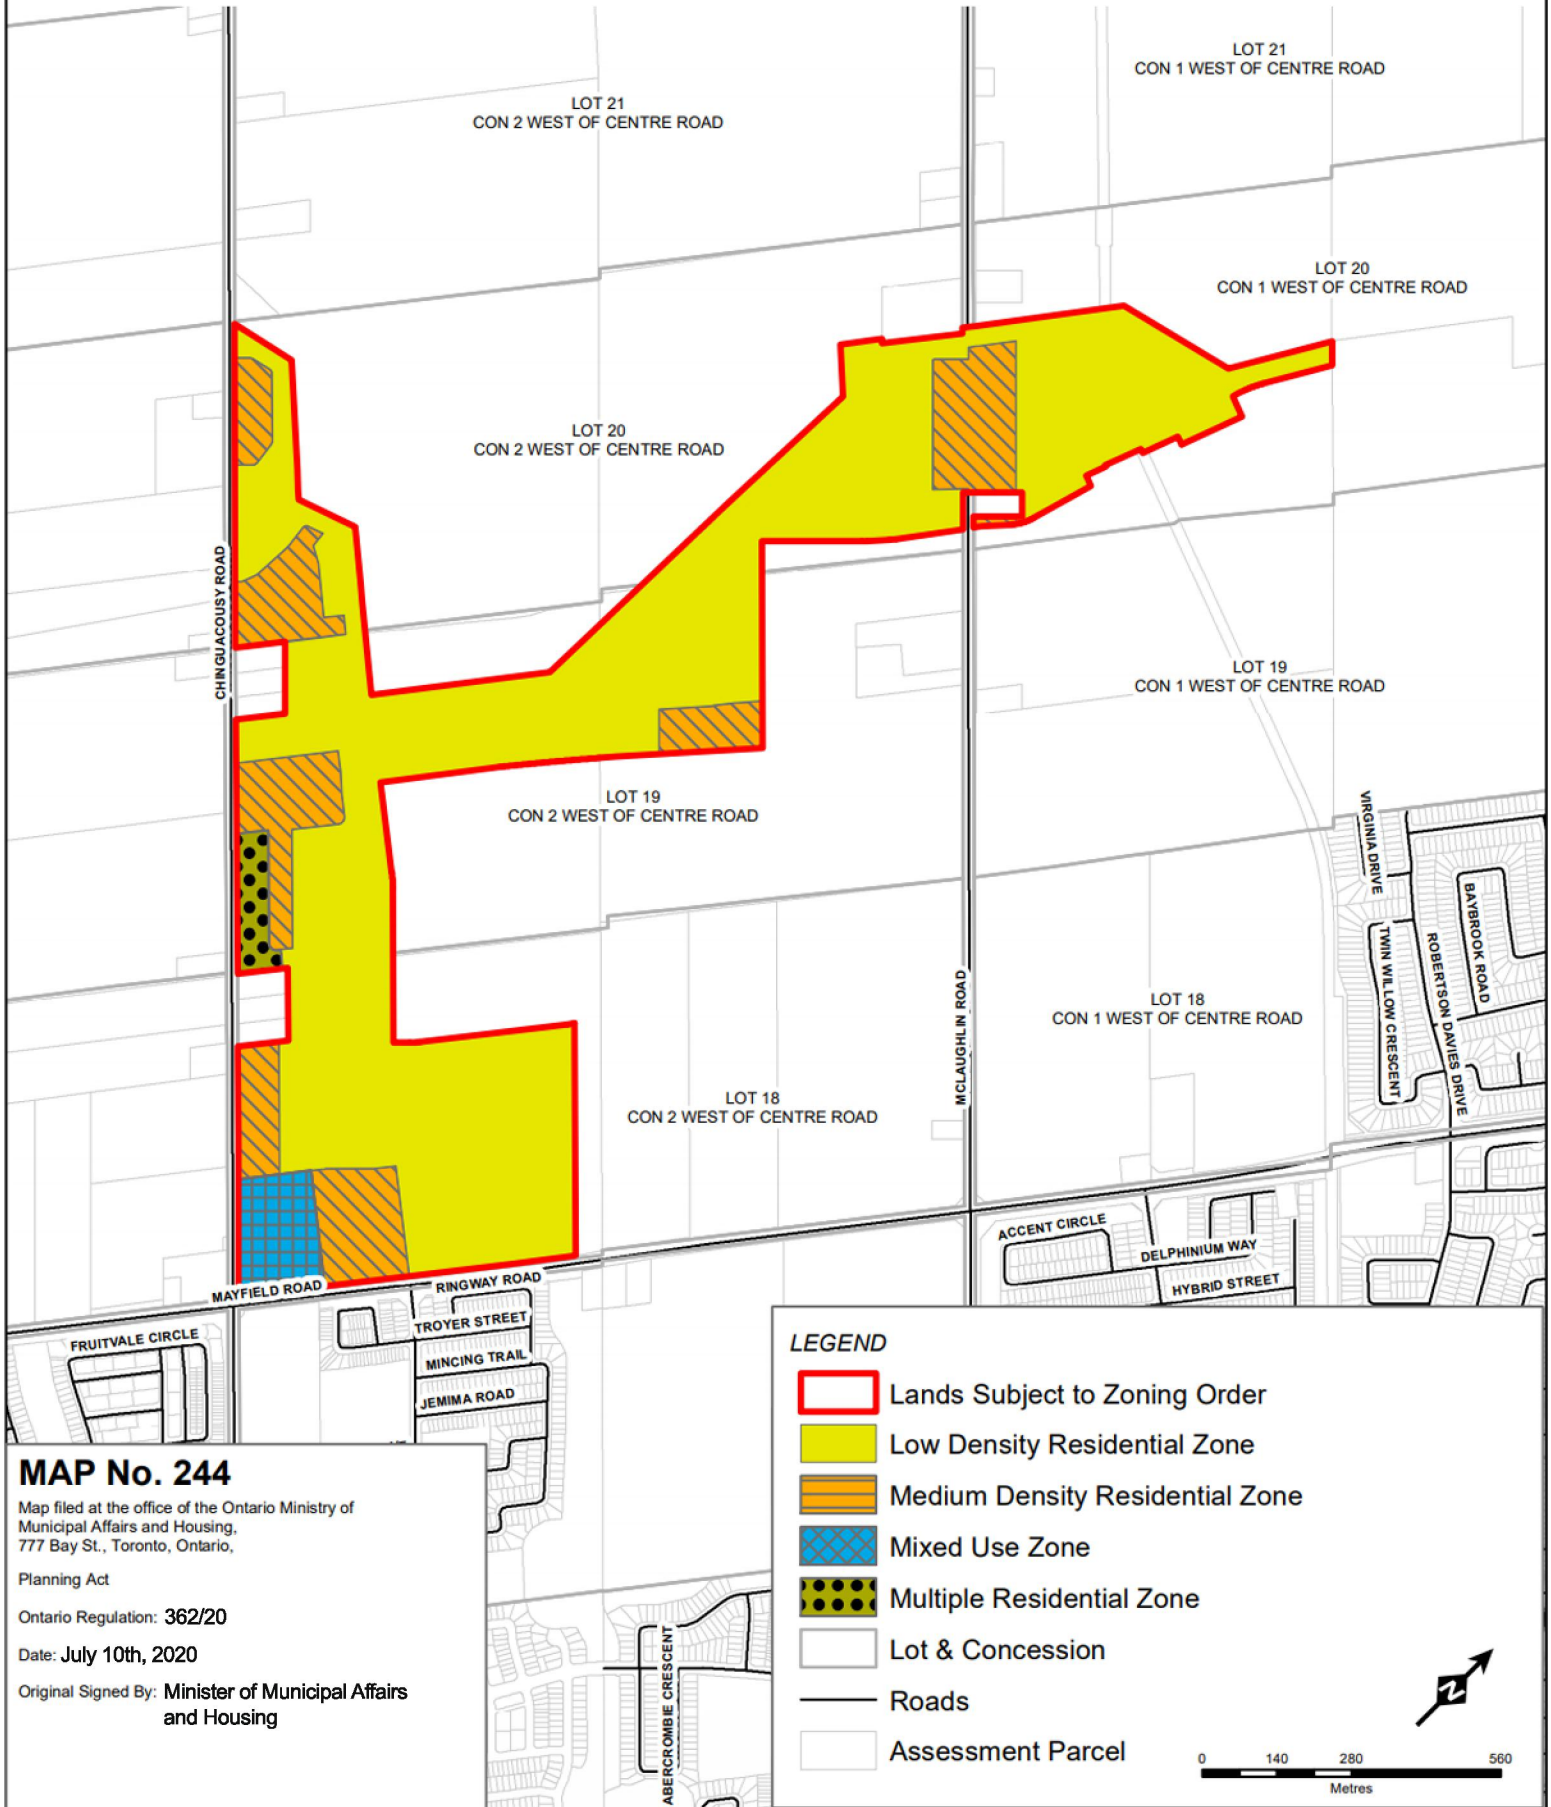 LOT 21
CON 1 WEST OF CENTRE ROAD
LOT 21
CON 2 WEST OF CENTRE ROAD
LOT 20
CON 1 WEST OF CENTRE ROAD
LOT 20
CON 2 WEST OF CENTRE ROAD
CHINGUACOUSY ROAD
LOT 19
CON 1 WEST OF CENTRE ROAD
LOT 19
CON 2 WEST OF CENTRE ROAD
VIRGINIA DRIVE
BAYBROOK ROAD
TWIN WILLOW CRESCENT
ROBERTSON DAVIES DRIVE
MCLAUGHLIN ROAD
LOT 18
CON 1 WEST OF CENTRE ROAD
LOT 18
CON 2 WEST OF CENTRE ROAD
ACCENT CIRCLE
DELPHINIUM WAY
HYBRID STREET
MAYFIELD ROAD
RINGWAY ROAD
TROYER STREET
FRUITVALE CIRCLE
MINCING TRAIL
JEMIMA ROAD
ABERCROMBIE CRESCENT
MAP No. 244
Map filed at the office of the Ontario Ministry of
Municipal Affairs and Housing,
777 Bay St., Toronto, Ontario,
Planning Act
Ontario Regulation: 362/20
Date: July 10th, 2020
Original Signed By: Minister of Municipal Affairs
and Housing
LEGEND
Lands Subject to Zoning Order
Low Density Residential Zone
Medium Density Residential Zone
Mixed Use Zone
Multiple Residential Zone
Lot & Concession
Roads
Assessment Parcel
N
0 140 280 560
Metres